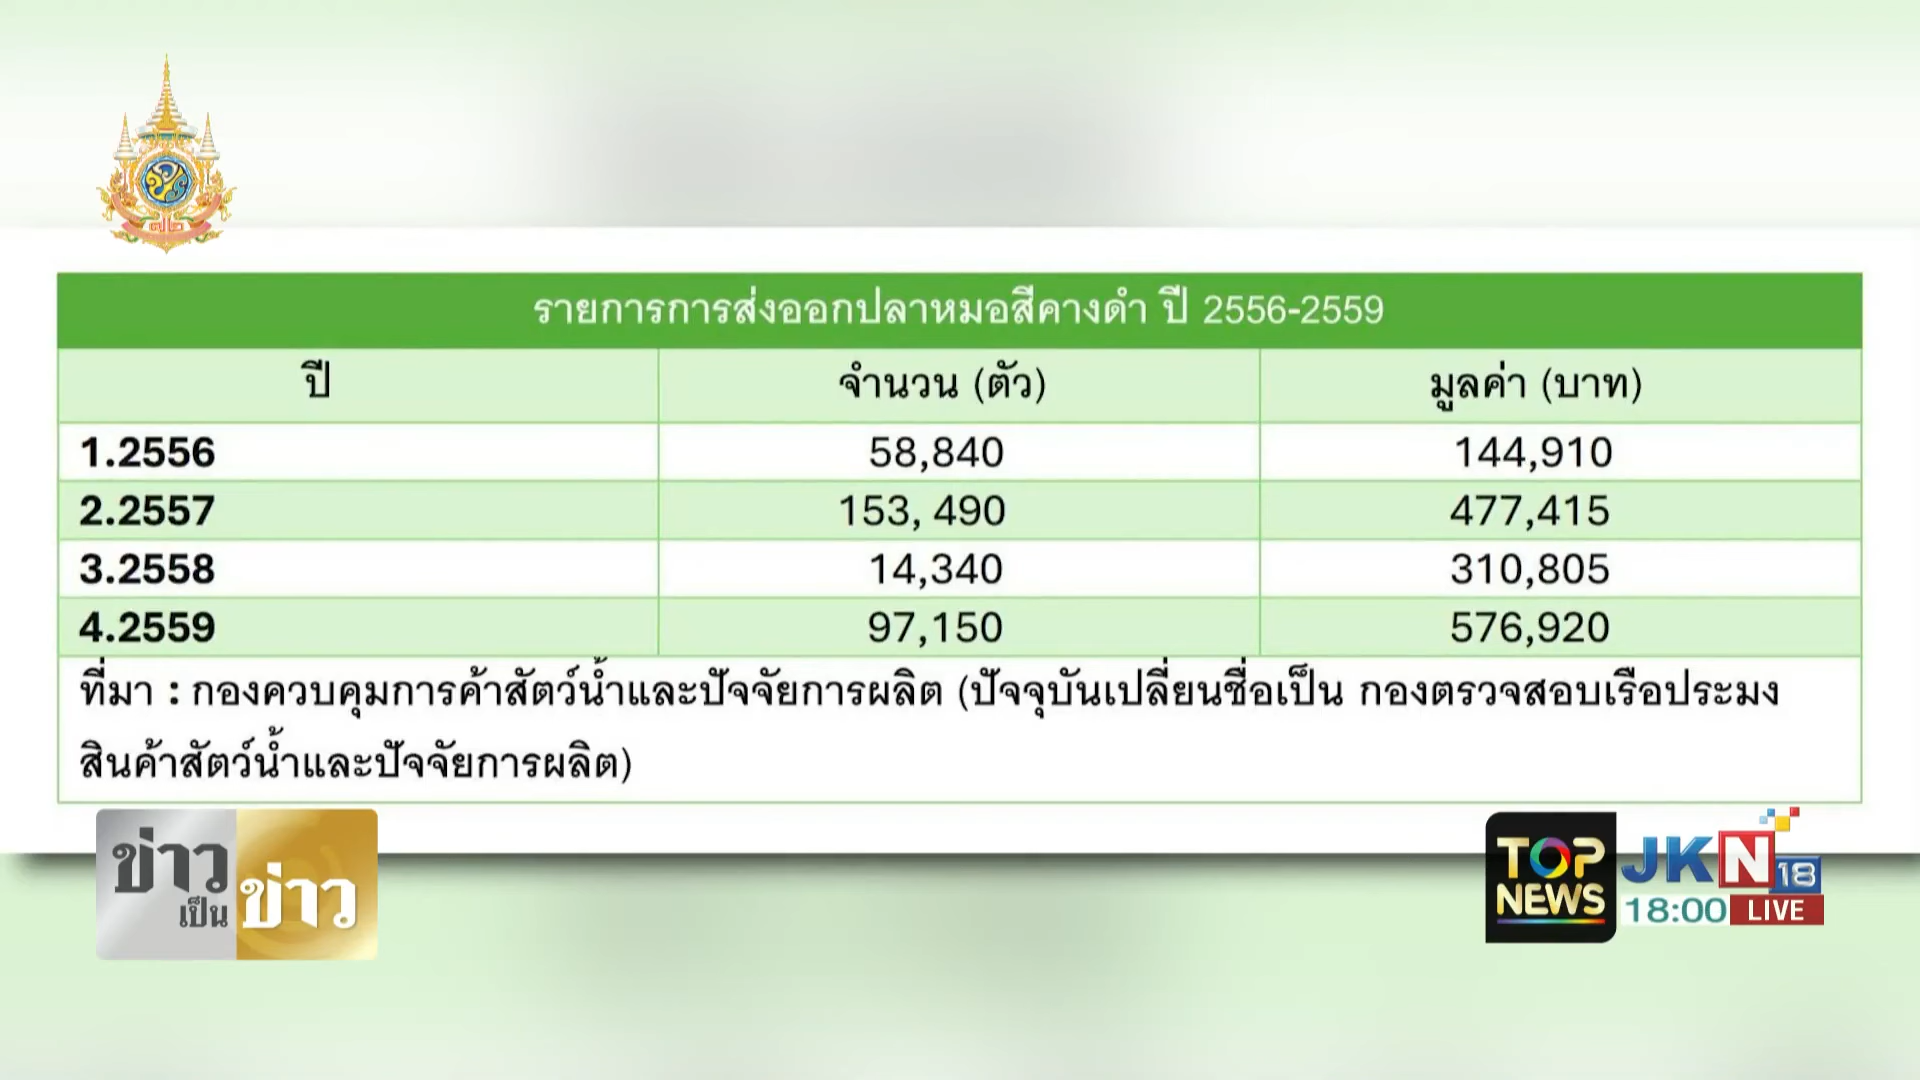 ๗๒
รายการการส่งออกปลาหมอสีคางดำ ปี 2556-2559
ปี จำนวน (ตัว) มูลค่า (บาท)
1.2556 58,840 144,910
2.2557 153, 490 477,415
3.2558 14,340 310,805
4.2559 97,150 576,920
ที่มา : กองควบคุมการค้าสัตว์น้ำและปัจจัยการผลิต (ปัจจุบันเปลี่ยนชื่อเป็น กองตรวจสอบเรือประมง
สินค้าสัตว์น้ำและปัจจัยการผลิต)
ข่าว
เป็น
ข่าว
TOP
NEWS
JKN18
18:00 LIVE